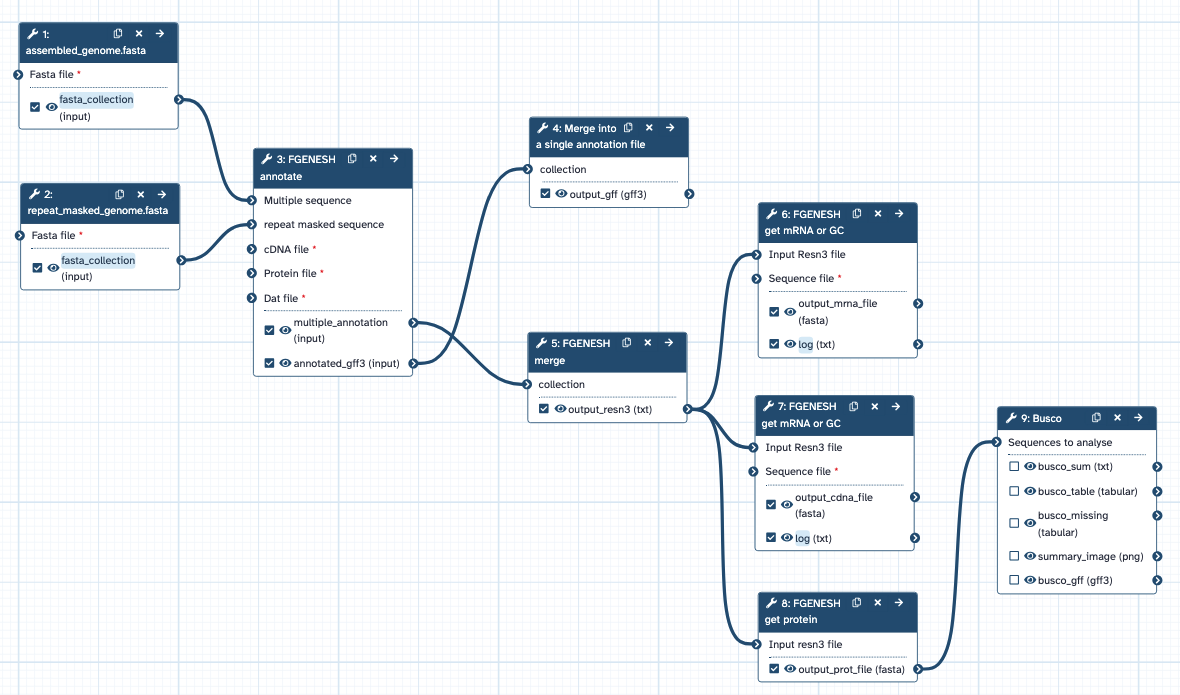 1:
assembled_genome.fasta
Fasta file *
fasta_collection
(input)
2:
repeat_masked_genome.fasta
Fasta file *
fasta_collection
(input)
3: FGENESH
annotate
Multiple sequence
repeat masked sequence
cDNA file *
Protein file *
Dat file *
multiple_annotation
(input)
annotated_gff3 (input)
4: Merge into
a single annotation file
collection
output_gff (gff3)
5: FGENESH
merge
collection
output_resn3 (txt)
6: FGENESH
get mRNA or GC
Input Resn3 file
Sequence file *
output_mrna_file
(fasta)
log (txt)
7: FGENESH
get mRNA or GC
Input Resn3 file
Sequence file *
output_cdna_file
(fasta)
log (txt)
8: FGENESH
get protein
Input resn3 file
output_prot_file (fasta)
9: Busco
Sequences to analyse
busco_sum (txt)
busco_table (tabular)
busco_missing
(tabular)
summary_image (png)
busco_gff (gff3)